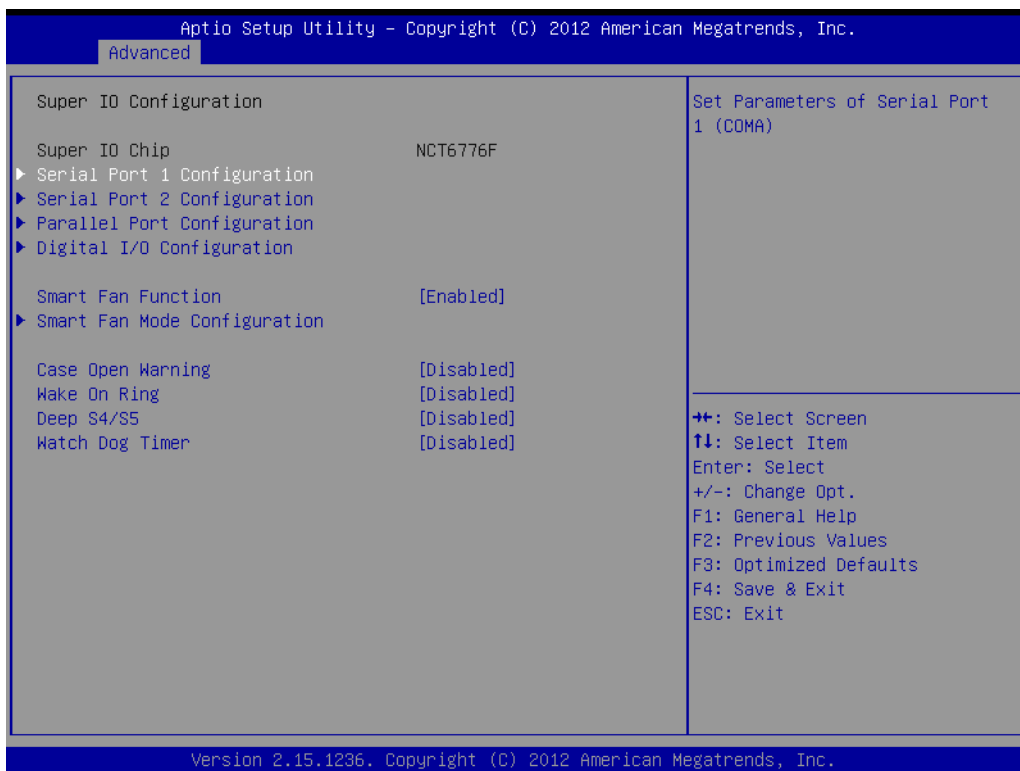 Aptio Setup Utility – Copyright (C) 2012 American Megatrends, Inc.
Advanced
Super IO Configuration
Super IO Chip NCT6776F
▶ Serial Port 1 Configuration
▶ Serial Port 2 Configuration
▶ Parallel Port Configuration
▶ Digital I/O Configuration
Smart Fan Function [Enabled]
▶ Smart Fan Mode Configuration
Case Open Warning [Disabled]
Wake On Ring [Disabled]
Deep S4/S5 [Disabled]
Watch Dog Timer [Disabled]
Set Parameters of Serial Port
1 (COMA)
→←: Select Screen
↑↓: Select Item
Enter: Select
+/-: Change Opt.
F1: General Help
F2: Previous Values
F3: Optimized Defaults
F4: Save & Exit
ESC: Exit
Version 2.15.1236. Copyright (C) 2012 American Megatrends, Inc.